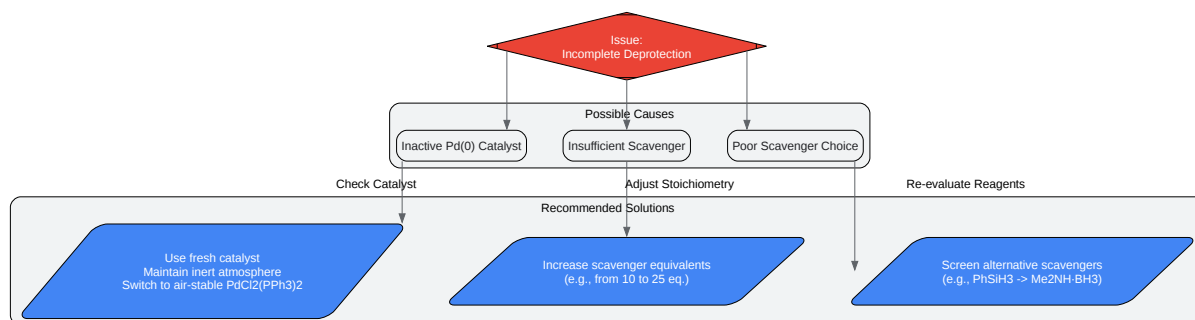 Issue:
Incomplete Deprotection
Possible Causes
Inactive Pd(0) Catalyst
Insufficient Scavenger
Poor Scavenger Choice
Check Catalyst
Adjust Stoichiometry
Re-evaluate Reagents
Recommended Solutions
Use fresh catalyst
Maintain inert atmosphere
Switch to air-stable PdCl2(PPh3)2
Increase scavenger equivalents
(e.g., from 10 to 25 eq.)
Screen alternative scavengers
(e.g., PhSiH3 -> Me2NH·BH3)